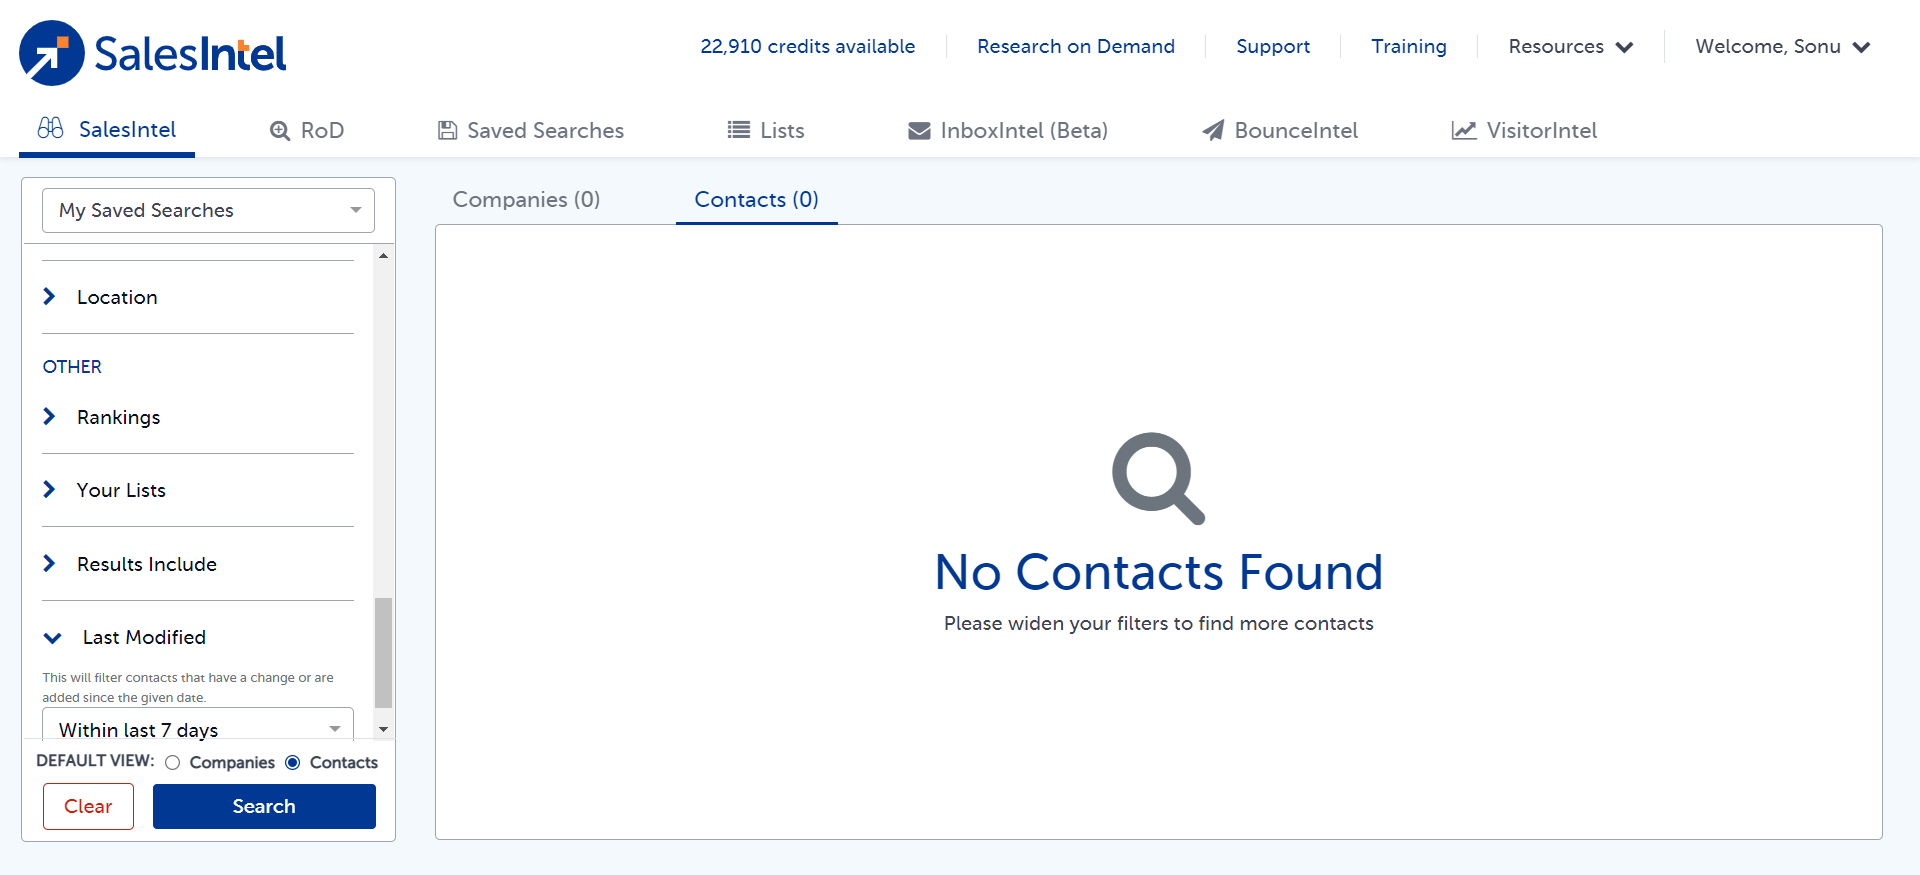 SalesIntel
22,910 credits available
Research on Demand
Support
Training
Resources
Welcome, Sonu
SalesIntel
RoD
Saved Searches
Lists
InboxIntel (Beta)
BounceIntel
VisitorIntel
My Saved Searches
Location
OTHER
Rankings
Your Lists
Results Include
Last Modified
This will filter contacts that have a change or are
added since the given date.
Within last 7 days
DEFAULT VIEW: Companies Contacts
Clear
Search
Companies (0)
Contacts (0)
No Contacts Found
Please widen your filters to find more contacts